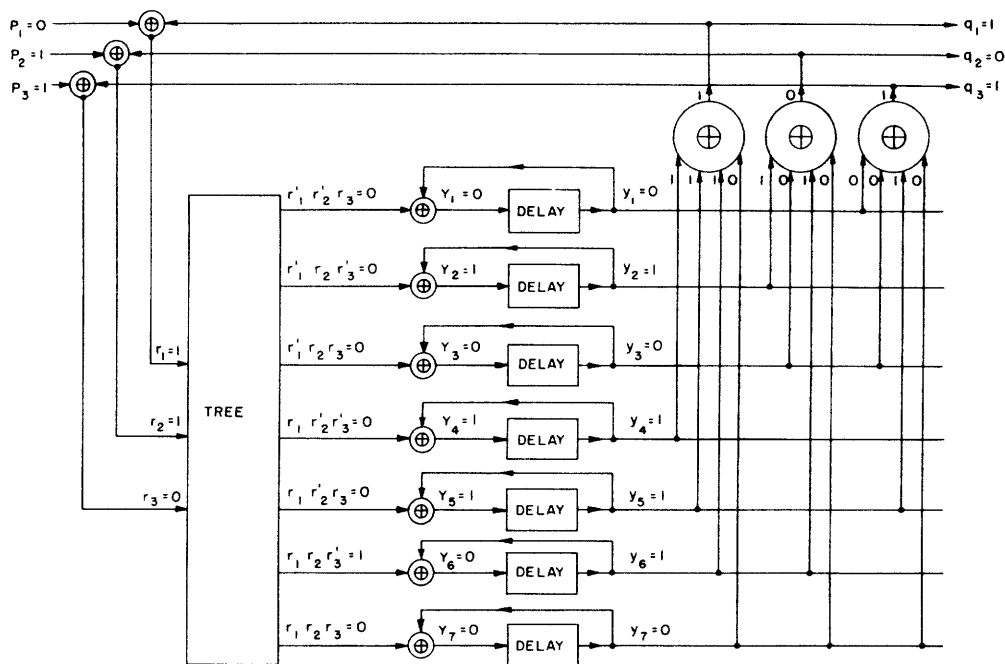 P₁=0 q₁=1
P₂=1 q₂=0
P₃=1 q₃=1
1 0 1
1 1 1 0 1 0 1 0 0 0 1 0
r'₁ r'₂ r₃=0 Y₁=0 DELAY y₁=0
r'₁ r₂ r'₃=0 Y₂=1 DELAY y₂=1
r₁=1 r'₁ r₂ r₃=0 Y₃=0 DELAY y₃=0
TREE
r₂=1 r₁ r'₂ r'₃=0 Y₄=1 DELAY y₄=1
r₃=0 r₁ r'₂ r₃=0 Y₅=1 DELAY y₅=1
r₁ r₂ r'₃=1 Y₆=0 DELAY y₆=1
r₁ r₂ r₃=0 Y₇=0 DELAY y₇=0